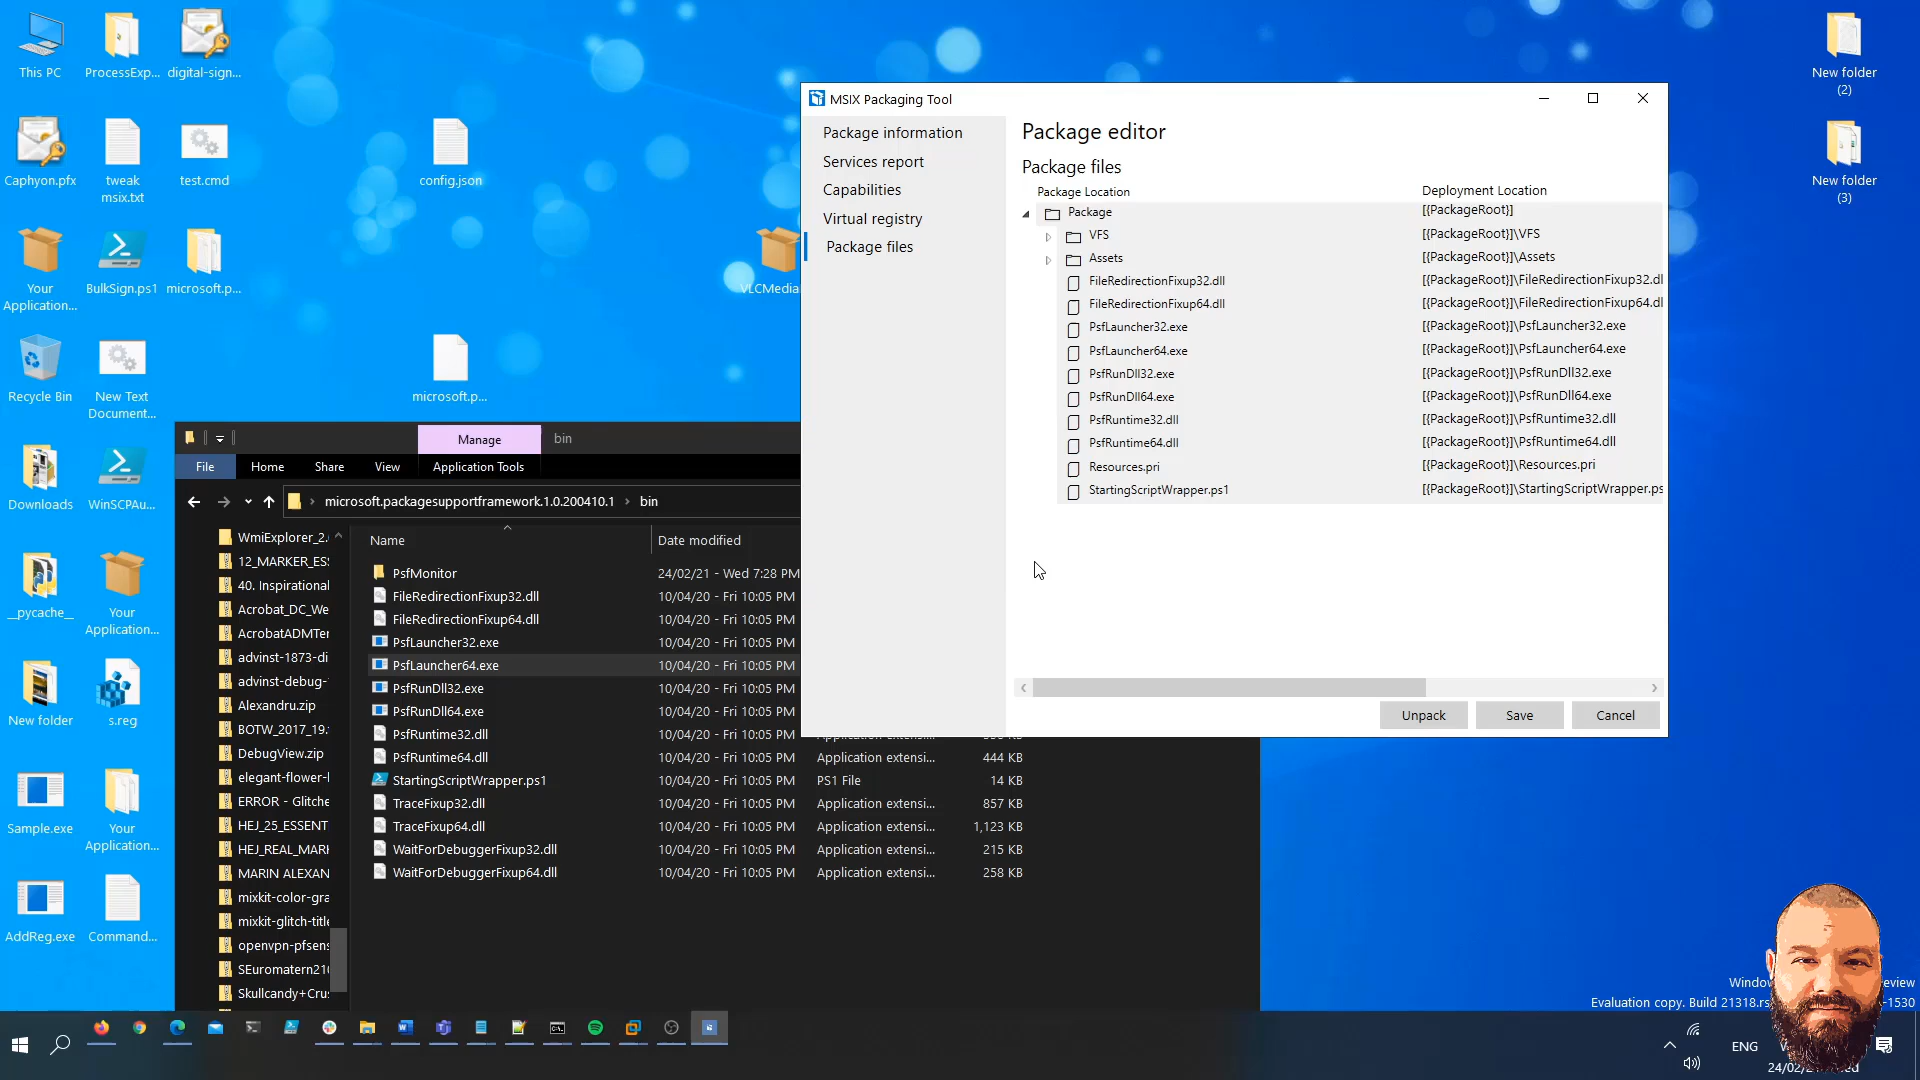 This PC
ProcessExp...
digital-sign...
Caphyon.pfx
tweak
msix.txt
test.cmd
config.json
Your
Application...
BulkSign.ps1
microsoft.p...
VLCMedia
Recycle Bin
New Text
Document...
microsoft.p...
Downloads
WinSCPAu...
__pycache__
Your
Application...
New folder
s.reg
Sample.exe
Your
Application...
AddReg.exe
Command...
New folder
(2)
New folder
(3)
MSIX Packaging Tool
Package information
Services report
Capabilities
Virtual registry
Package files
Package editor
Package files
Package Location
Deployment Location
Package
[{PackageRoot}]
VFS
[{PackageRoot}]\VFS
Assets
[{PackageRoot}]\Assets
FileRedirectionFixup32.dll
[{PackageRoot}]\FileRedirectionFixup32.dl
FileRedirectionFixup64.dll
[{PackageRoot}]\FileRedirectionFixup64.dl
PsfLauncher32.exe
[{PackageRoot}]\PsfLauncher32.exe
PsfLauncher64.exe
[{PackageRoot}]\PsfLauncher64.exe
PsfRunDll32.exe
[{PackageRoot}]\PsfRunDll32.exe
PsfRunDll64.exe
[{PackageRoot}]\PsfRunDll64.exe
PsfRuntime32.dll
[{PackageRoot}]\PsfRuntime32.dll
PsfRuntime64.dll
[{PackageRoot}]\PsfRuntime64.dll
Resources.pri
[{PackageRoot}]\Resources.pri
StartingScriptWrapper.ps1
[{PackageRoot}]\StartingScriptWrapper.ps
Unpack
Save
Cancel
Manage
bin
File
Home
Share
View
Application Tools
microsoft.packagesupportframework.1.0.200410.1 > bin
WmiExplorer_2.
12_MARKER_ES
40. Inspirational
Acrobat_DC_We
AcrobatADMTer
advinst-1873-di
advinst-debug-
Alexandru.zip
BOTW_2017_19.
DebugView.zip
elegant-flower-l
ERROR - Glitche
HEJ_25_ESSENT
HEJ_REAL_MAR
MARIN ALEXAN
mixkit-color-gra
mixkit-glitch-title
openvpn-pfsens
SEuromatern21
Skullcandy+Cru
Name
Date modified
PsfMonitor
24/02/21 - Wed 7:28 PM
FileRedirectionFixup32.dll
10/04/20 - Fri 10:05 PM
FileRedirectionFixup64.dll
10/04/20 - Fri 10:05 PM
PsfLauncher32.exe
10/04/20 - Fri 10:05 PM
PsfLauncher64.exe
10/04/20 - Fri 10:05 PM
PsfRunDll32.exe
10/04/20 - Fri 10:05 PM
PsfRunDll64.exe
10/04/20 - Fri 10:05 PM
PsfRuntime32.dll
10/04/20 - Fri 10:05 PM
PsfRuntime64.dll
10/04/20 - Fri 10:05 PM
Application extensi...
444 KB
StartingScriptWrapper.ps1
10/04/20 - Fri 10:05 PM
PS1 File
14 KB
TraceFixup32.dll
10/04/20 - Fri 10:05 PM
Application extensi...
857 KB
TraceFixup64.dll
10/04/20 - Fri 10:05 PM
Application extensi...
1,123 KB
WaitForDebuggerFixup32.dll
10/04/20 - Fri 10:05 PM
Application extensi...
215 KB
WaitForDebuggerFixup64.dll
10/04/20 - Fri 10:05 PM
Application extensi...
258 KB
Evaluation copy. Build 21318.rs
-1530
ENG
24/02/